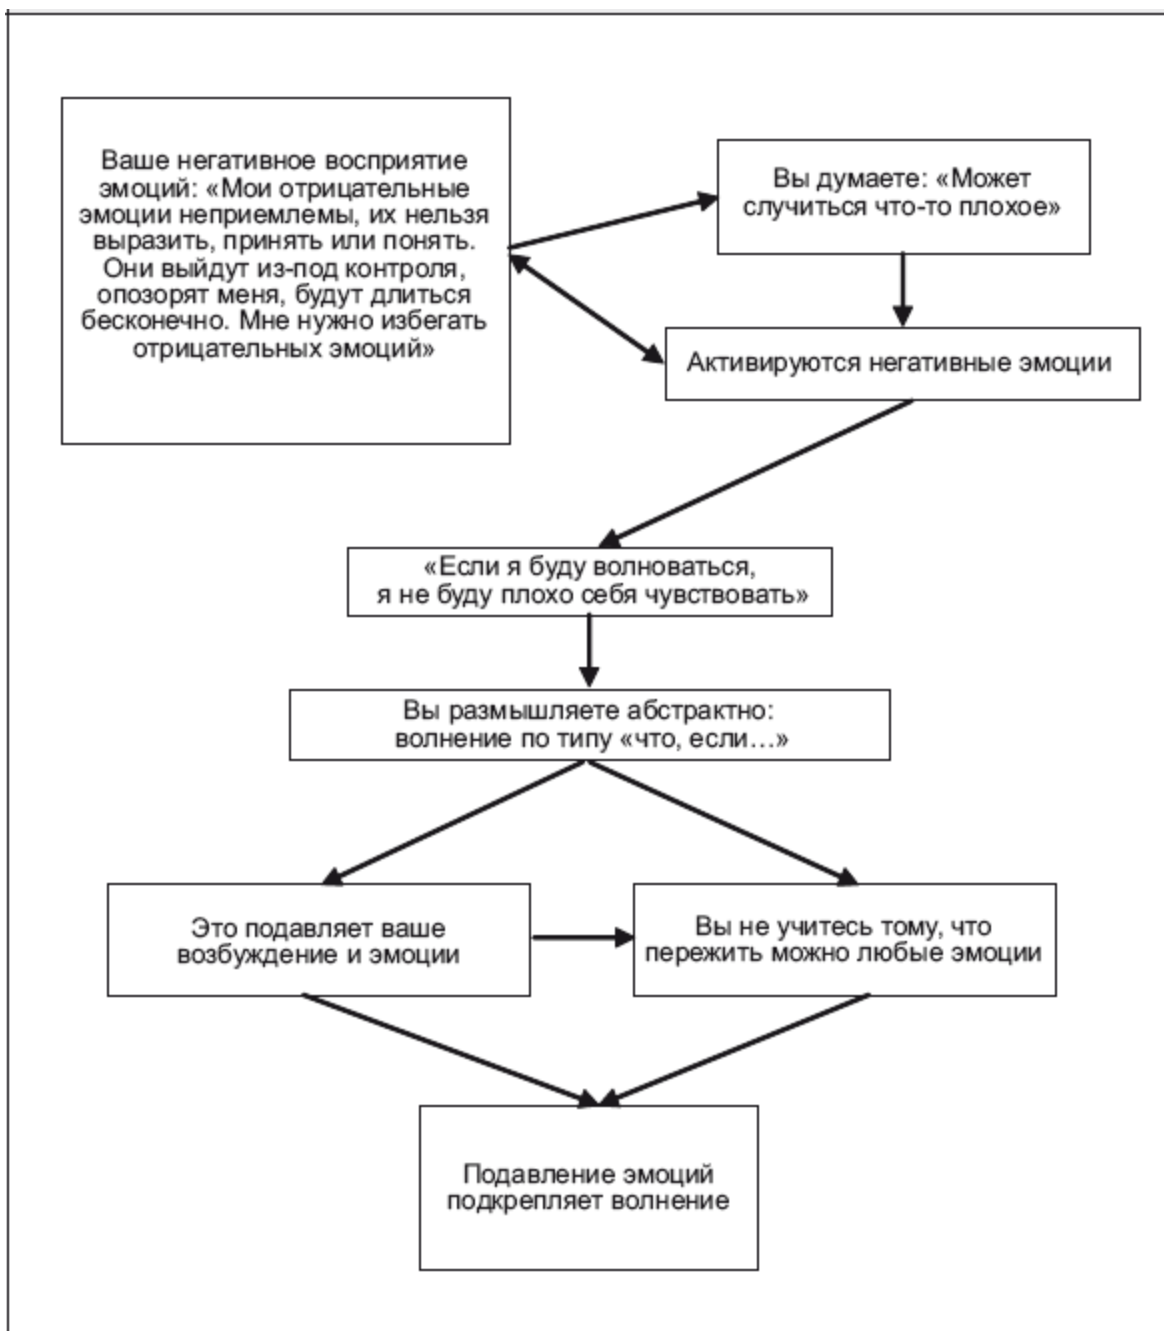 Ваше негативное восприятие
эмоций: «Мои отрицательные
эмоции неприемлемы, их нельзя
выразить, принять или понять.
Они выйдут из-под контроля,
опозорят меня, будут длиться
бесконечно. Мне нужно избегать
отрицательных эмоций»
Вы думаете: «Может
случиться что-то плохое»
Активируются негативные эмоции
«Если я буду волноваться,
я не буду плохо себя чувствовать»
Вы размышляете абстрактно:
волнение по типу «что, если...»
Это подавляет ваше
возбуждение и эмоции
Вы не учитесь тому, что
пережить можно любые эмоции
Подавление эмоций
подкрепляет волнение